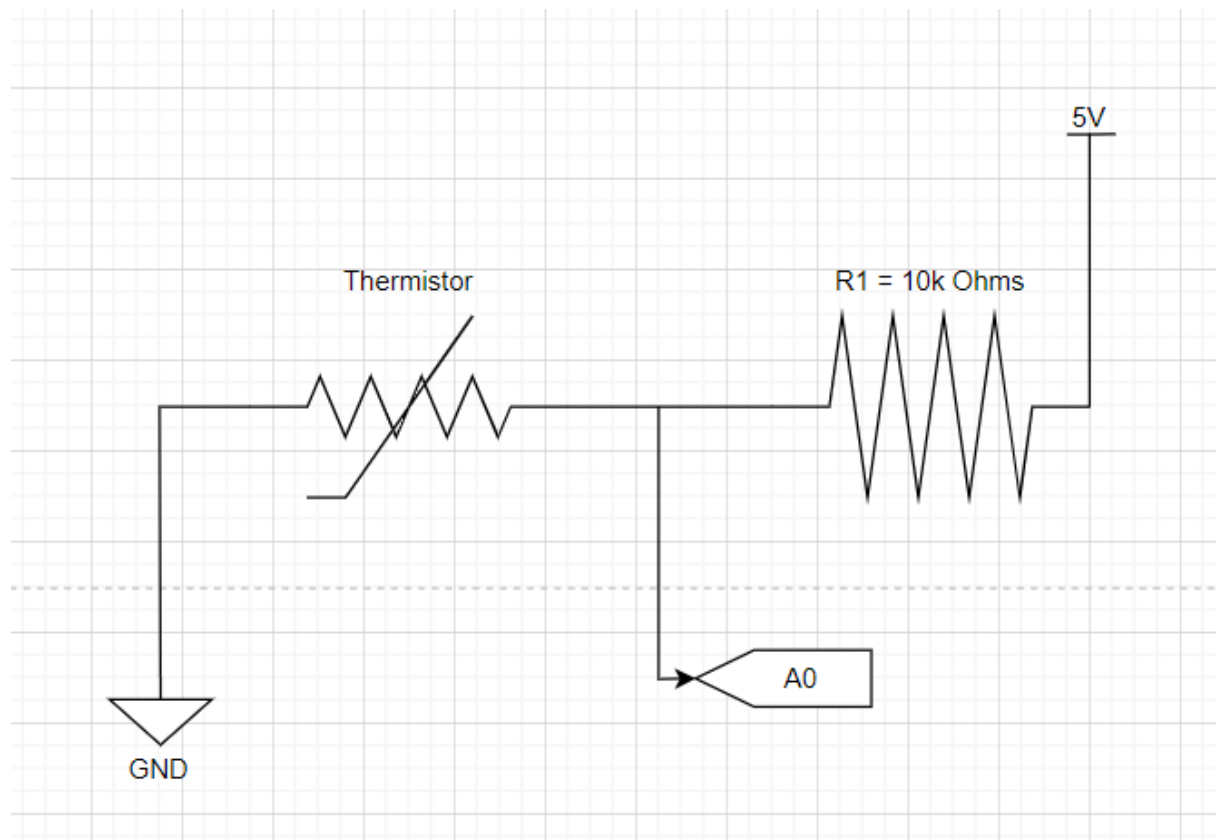 5V
Thermistor
R1 = 10k Ohms
A0
GND